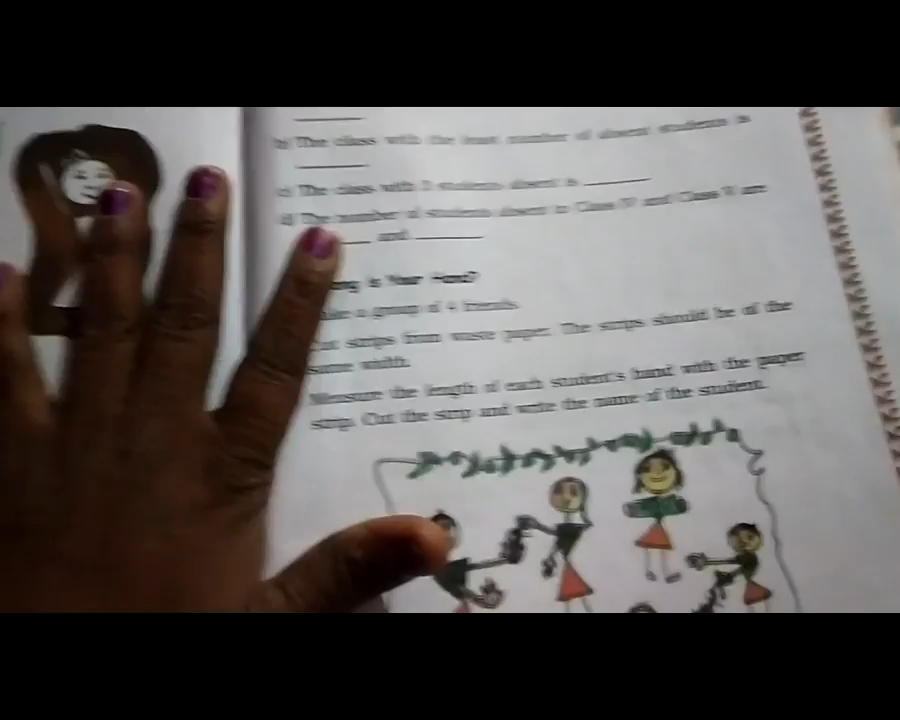 b) The class with the least number of absent students is
c) The class with 3 students absent is
d) The number of students absent in Class IV and Class V are
and
is Your Hand?
a group of 4 friends.
strips from waste paper. The strips should be of the
same width.
Measure the length of each student's hand with the paper
strip. Cut the strip and write the name of the student.